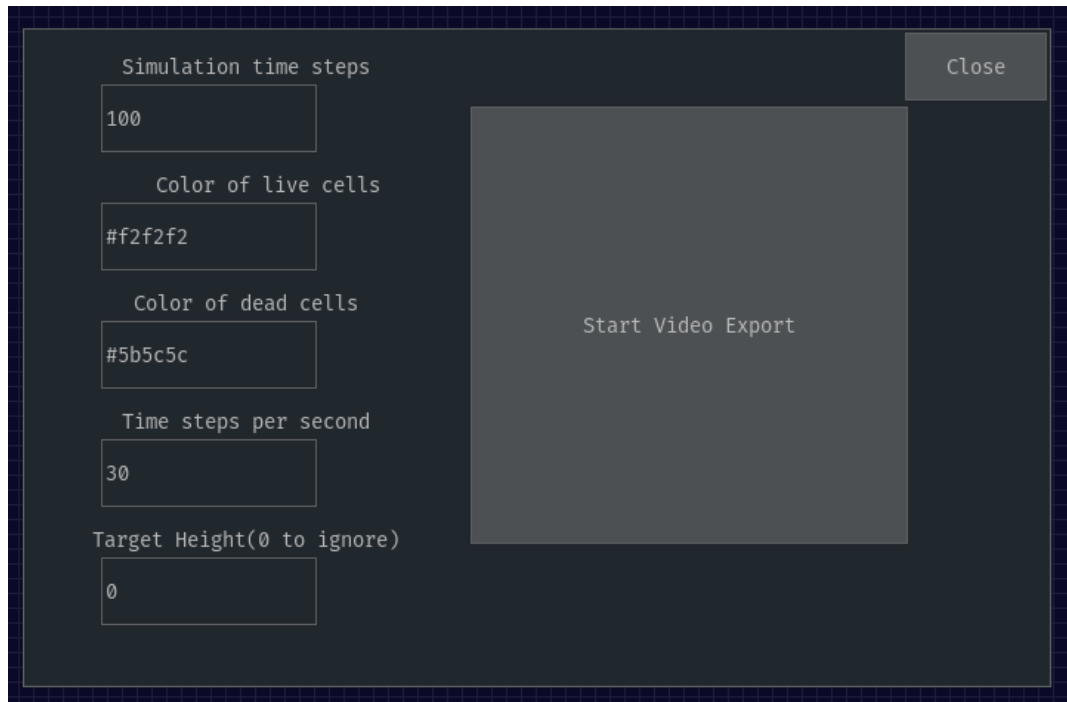 Simulation time steps
Close
100
Color of live cells
#f2f2f2
Color of dead cells
Start Video Export
#5b5c5c
Time steps per second
30
Target Height(0 to ignore)
0